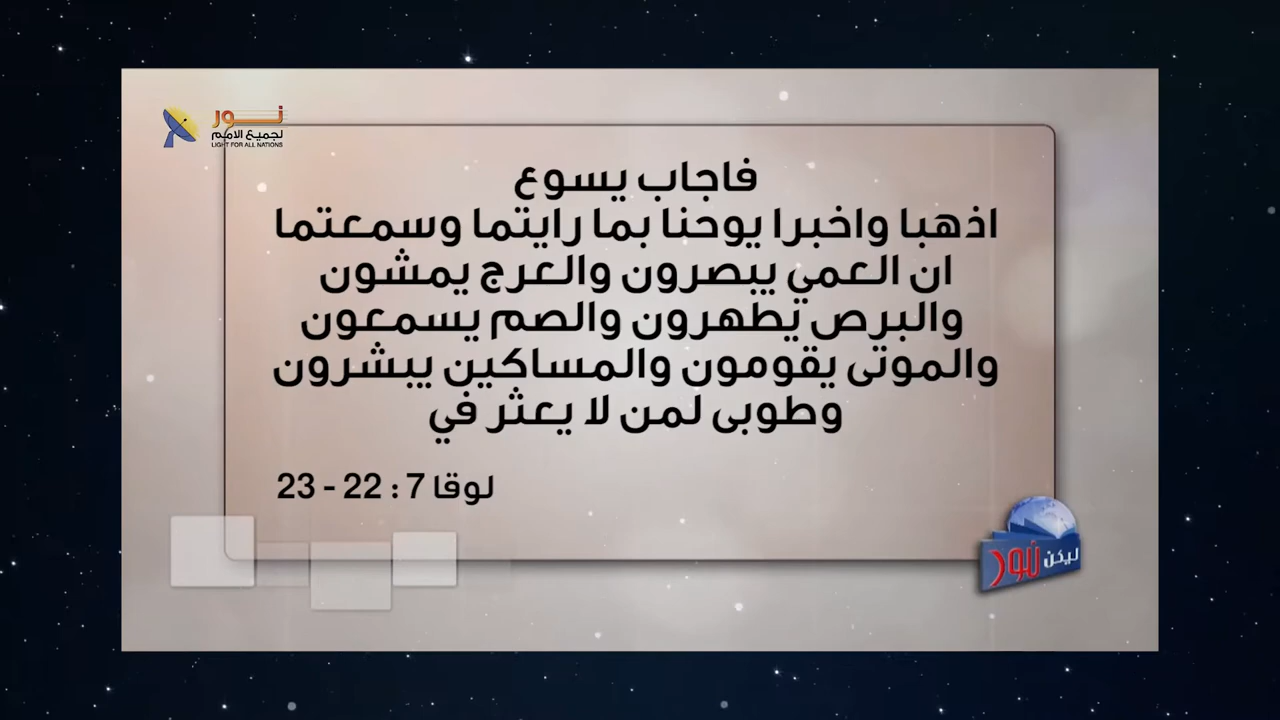 نور
لجميع الامم
LIGHT FOR ALL NATIONS
فاجاب يسوع
اذهبا واخبرا يوحنا بما رايتما وسمعتما
ان العمي يبصرون والعرج يمشون
والبرص يطهرون والصم يسمعون
والموتى يقومون والمساكين يبشرون
وطوبى لمن لا يعثر في
لوقا 7 : 22 - 23
ليكن نور